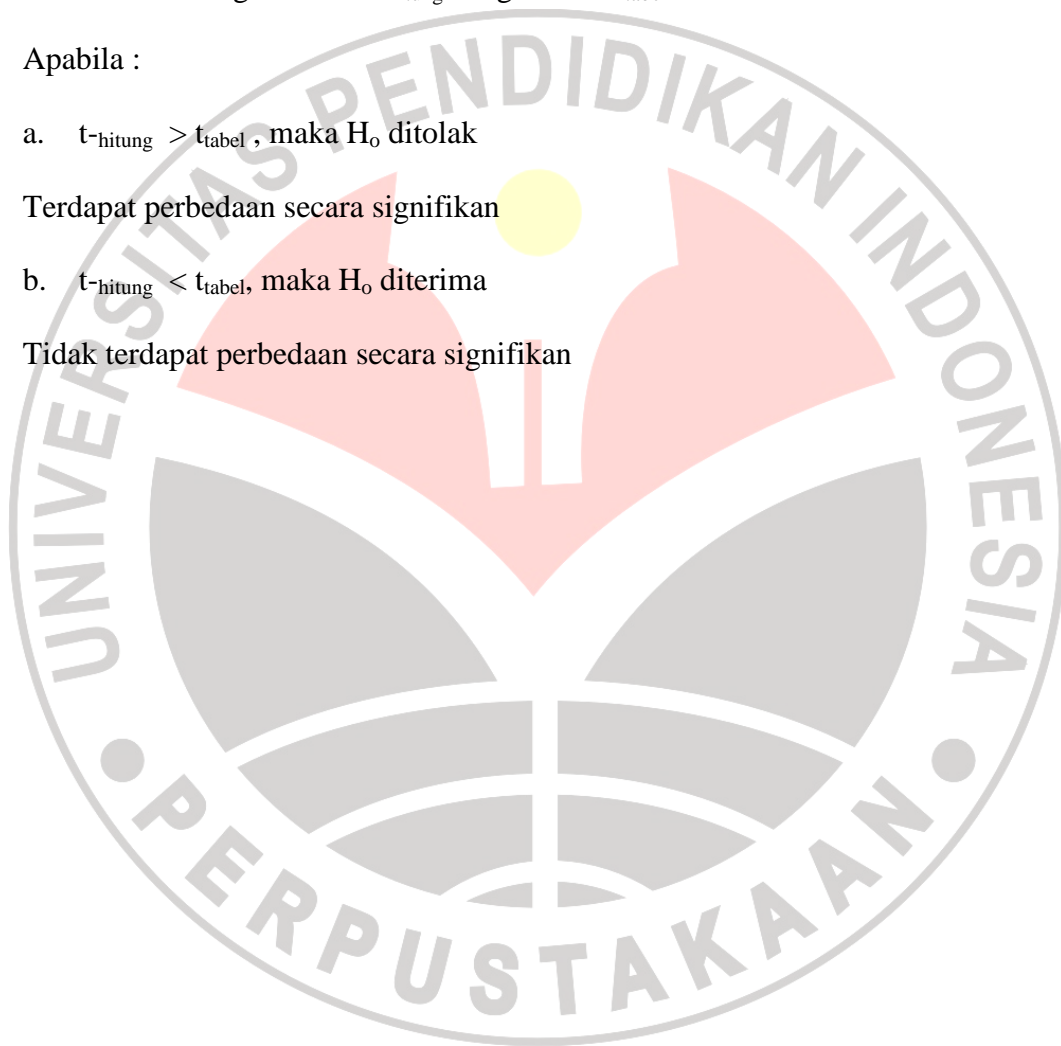 Apabila :
a. t-hitung > ttabel , maka Ho ditolak
Terdapat perbedaan secara signifikan
b. t-hitung < ttabel, maka Ho diterima
Tidak terdapat perbedaan secara signifikan
UNIVERSITAS PENDIDIKAN INDONESIA
PERPUSTAKAAN